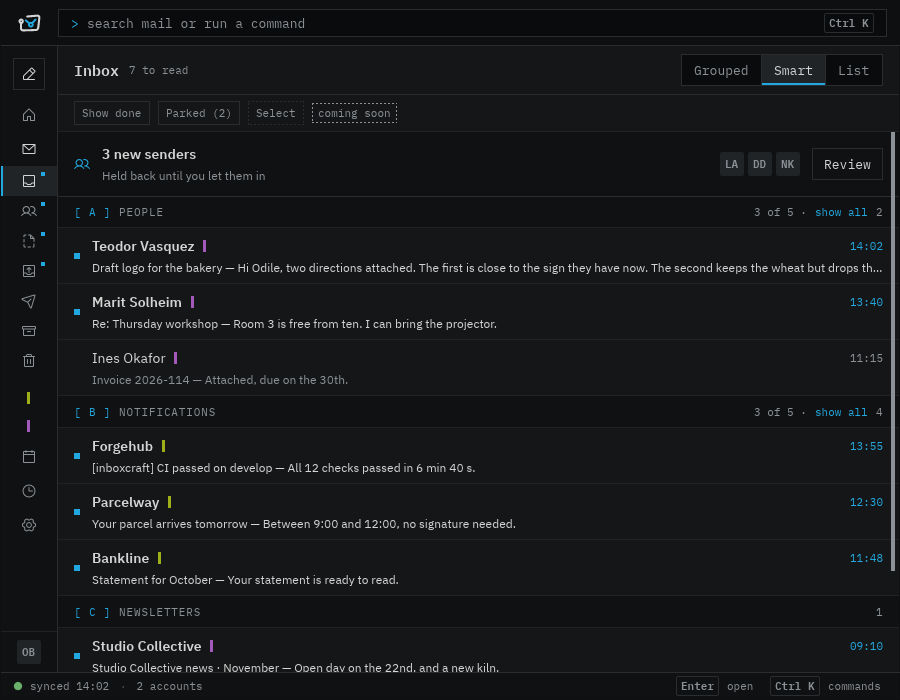 > search mail or run a command Ctrl K
Inbox 7 to read Grouped Smart List
Show done Parked (2) Select coming soon
3 new senders
Held back until you let them in
LA DD NK Review
[ A ] PEOPLE 3 of 5 · show all 2
Teodor Vasquez 14:02
Draft logo for the bakery — Hi Odile, two directions attached. The first is close to the sign they have now. The second keeps the wheat but drops th…
Marit Solheim 13:40
Re: Thursday workshop — Room 3 is free from ten. I can bring the projector.
Ines Okafor 11:15
Invoice 2026-114 — Attached, due on the 30th.
[ B ] NOTIFICATIONS 3 of 5 · show all 4
Forgehub 13:55
[inboxcraft] CI passed on develop — All 12 checks passed in 6 min 40 s.
Parcelway 12:30
Your parcel arrives tomorrow — Between 9:00 and 12:00, no signature needed.
Bankline 11:48
Statement for October — Your statement is ready to read.
[ C ] NEWSLETTERS 1
Studio Collective 09:10
Studio Collective news · November — Open day on the 22nd, and a new kiln.
OB
synced 14:02 · 2 accounts Enter open Ctrl K commands